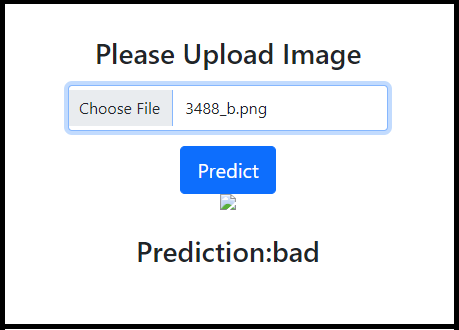 Please Upload Image
Choose File 3488_b.png
Predict
Prediction:bad